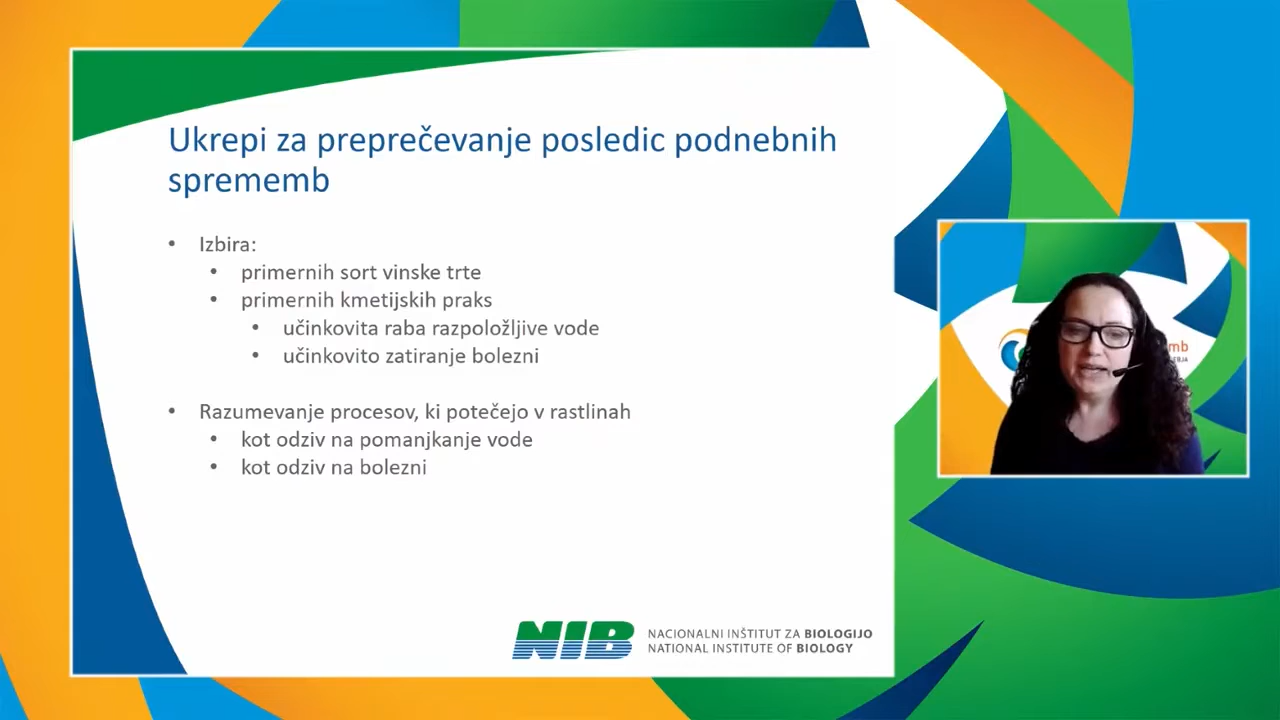 Ukrepi za preprečevanje posledic podnebnih
sprememb
• Izbira:
• primernih sort vinske trte
• primernih kmetijskih praks
• učinkovita raba razpoložljive vode
• učinkovito zatiranje bolezni
• Razumevanje procesov, ki potečejo v rastlinah
• kot odziv na pomanjkanje vode
• kot odziv na bolezni
NIB
NACIONALNI INŠTITUT ZA BIOLOGIJO
NATIONAL INSTITUTE OF BIOLOGY
mb